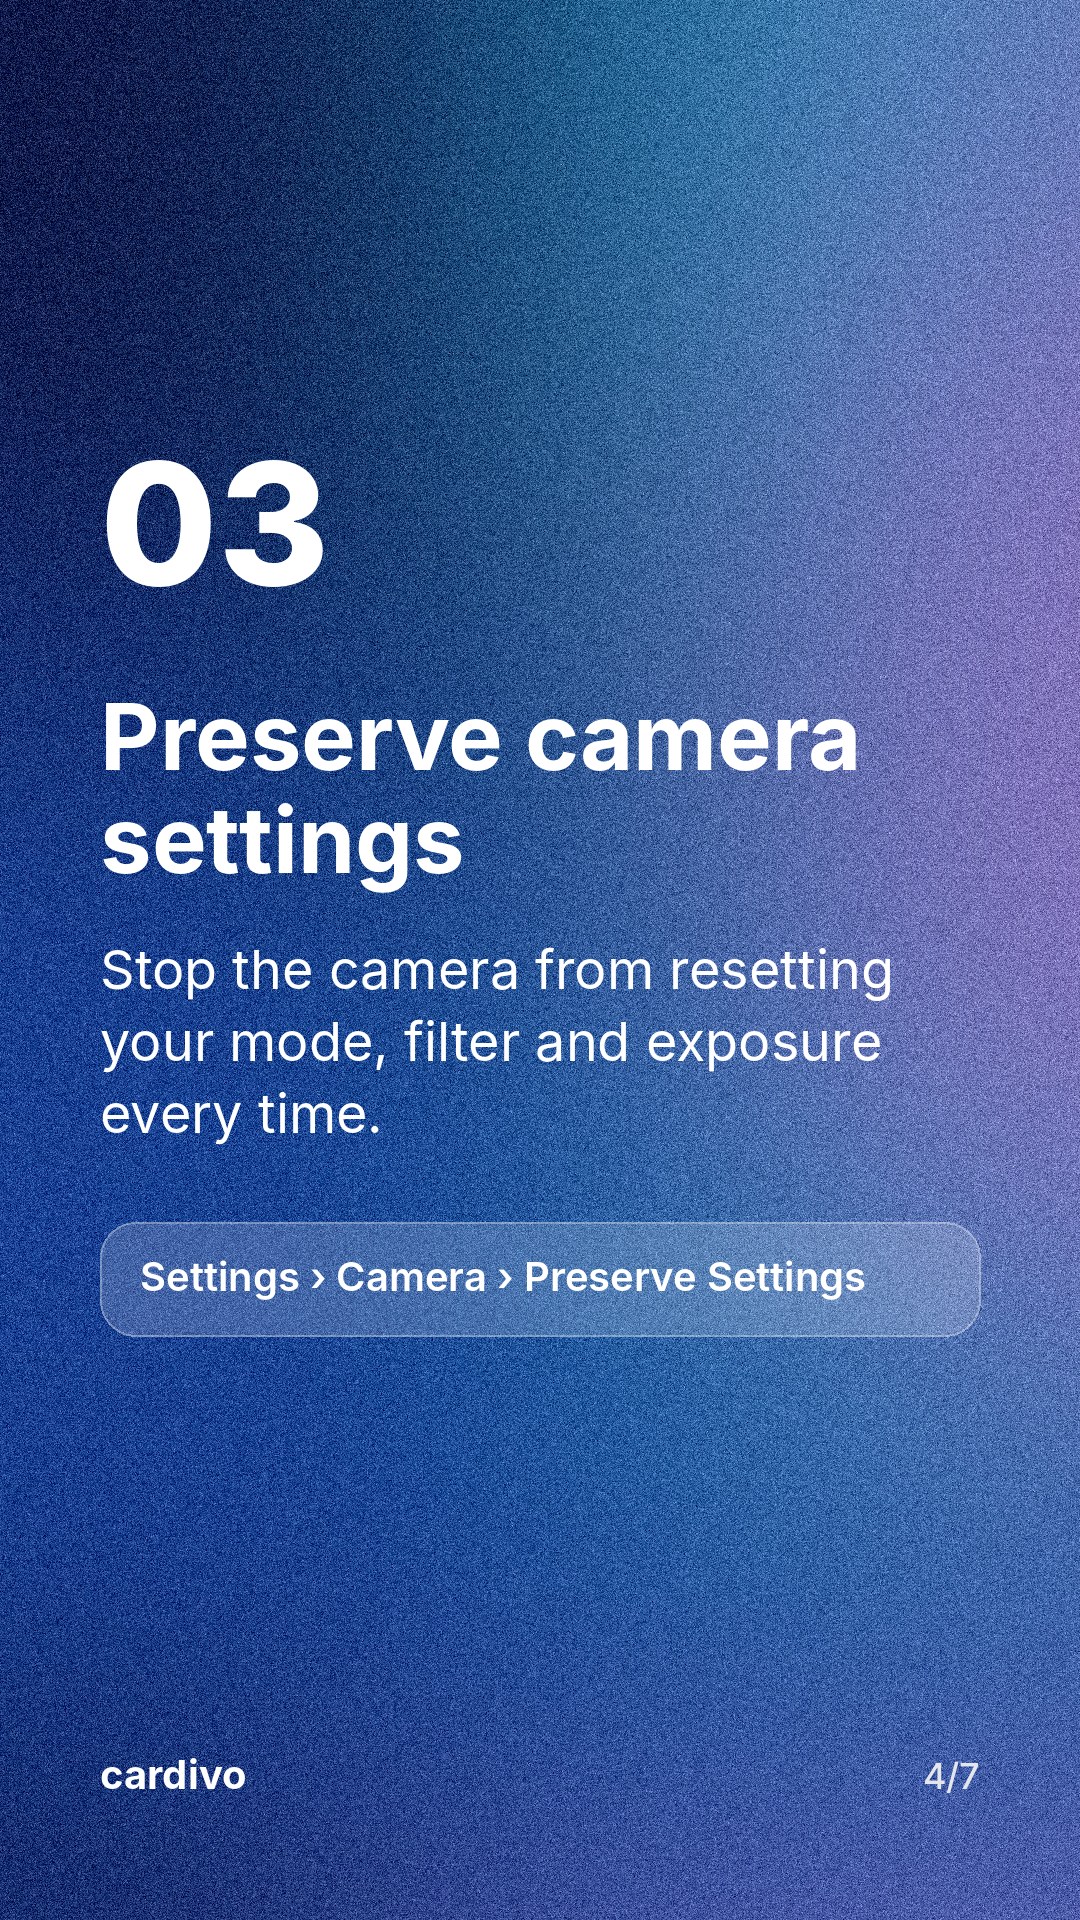 03
Preserve camera
settings
Stop the camera from resetting
your mode, filter and exposure
every time.
Settings › Camera › Preserve Settings
cardivo
4/7